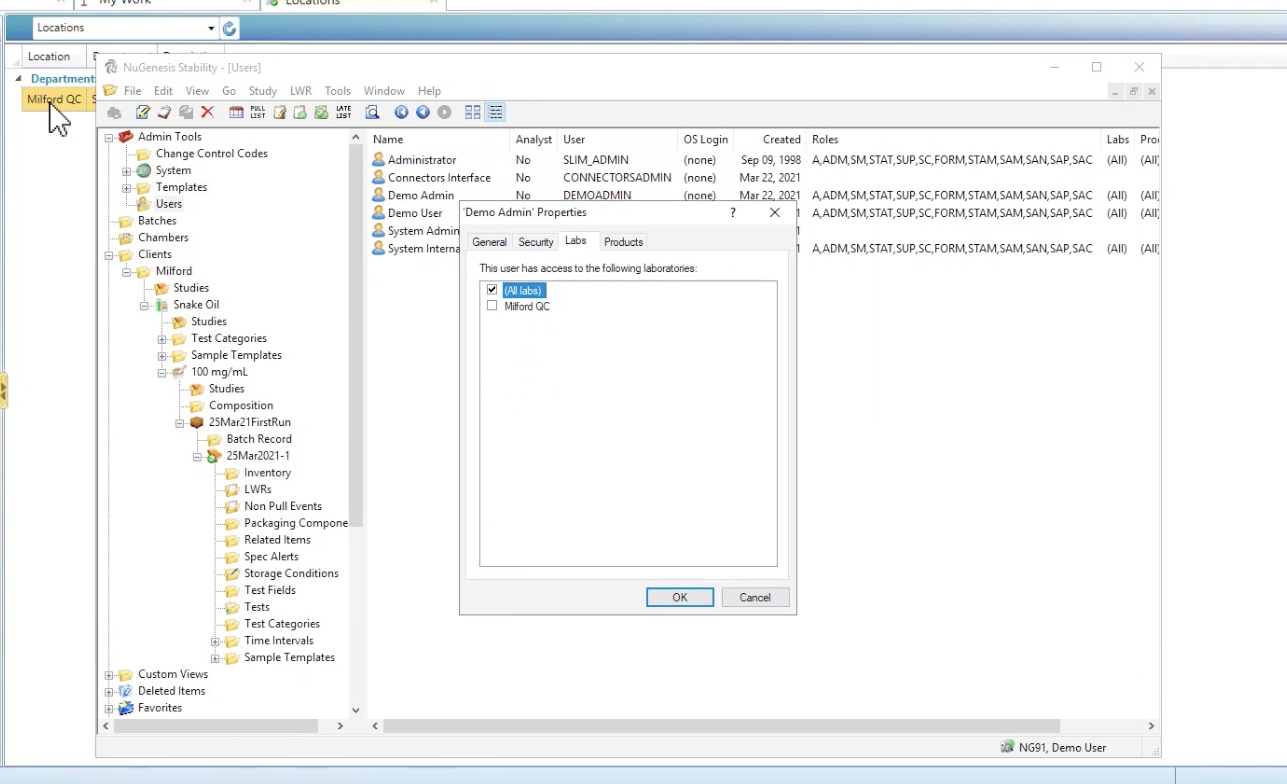 My Work
Locations
Locations
Location
Department
Milford QC
NuGenesis Stability - [Users]
File Edit View Go Study LWR Tools Window Help
PULL LIST
LATE LIST
Admin Tools
Change Control Codes
System
Templates
Users
Batches
Chambers
Clients
Milford
Studies
Snake Oil
Studies
Test Categories
Sample Templates
100 mg/mL
Studies
Composition
25Mar21FirstRun
Batch Record
25Mar2021-1
Inventory
LWRs
Non Pull Events
Packaging Compone
Related Items
Spec Alerts
Storage Conditions
Test Fields
Tests
Test Categories
Time Intervals
Sample Templates
Custom Views
Deleted Items
Favorites
Name Analyst User OS Login Created Roles Labs Pro
Administrator No SLIM_ADMIN (none) Sep 09, 1998 A,ADM,SM,STAT,SUP,SC,FORM,STAM,SAM,SAN,SAP,SAC (All) (All
Connectors Interface No CONNECTORSADMIN (none) Mar 22, 2021
Demo Admin No DEMOADMIN (none) Mar 22, 2021 A,ADM,SM,STAT,SUP,SC,FORM,STAM,SAM,SAN,SAP,SAC (All) (All
Demo User A,ADM,SM,STAT,SUP,SC,FORM,STAM,SAM,SAN,SAP,SAC (All) (All
System Admin
System Interna A,ADM,SM,STAT,SUP,SC,FORM,STAM,SAM,SAN,SAP,SAC (All) (All
'Demo Admin' Properties ?
General Security Labs Products
This user has access to the following laboratories:
(All labs)
Milford QC
OK Cancel
NG91, Demo User